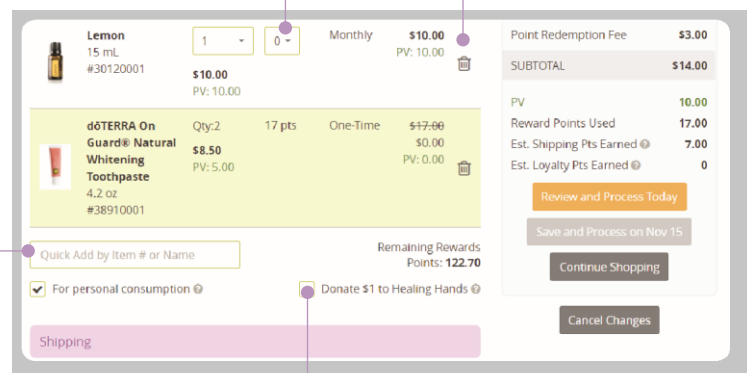 Lemon
15 mL
#30120001
1
0
Monthly
$10.00
PV: 10.00
$10.00
PV: 10.00
dōTERRA On
Guard® Natural
Whitening
Toothpaste
4.2 oz
#38910001
Qty:2
17 pts
One-Time
$17.00
$8.50
$0.00
PV: 5.00
PV: 0.00
Quick Add by Item # or Name
Remaining Rewards
Points: 122.70
For personal consumption
Donate $1 to Healing Hands
Shipping
Point Redemption Fee $3.00
SUBTOTAL $14.00
PV 10.00
Reward Points Used 17.00
Est. Shipping Pts Earned 7.00
Est. Loyalty Pts Earned 0
Review and Process Today
Save and Process on Nov 15
Continue Shopping
Cancel Changes